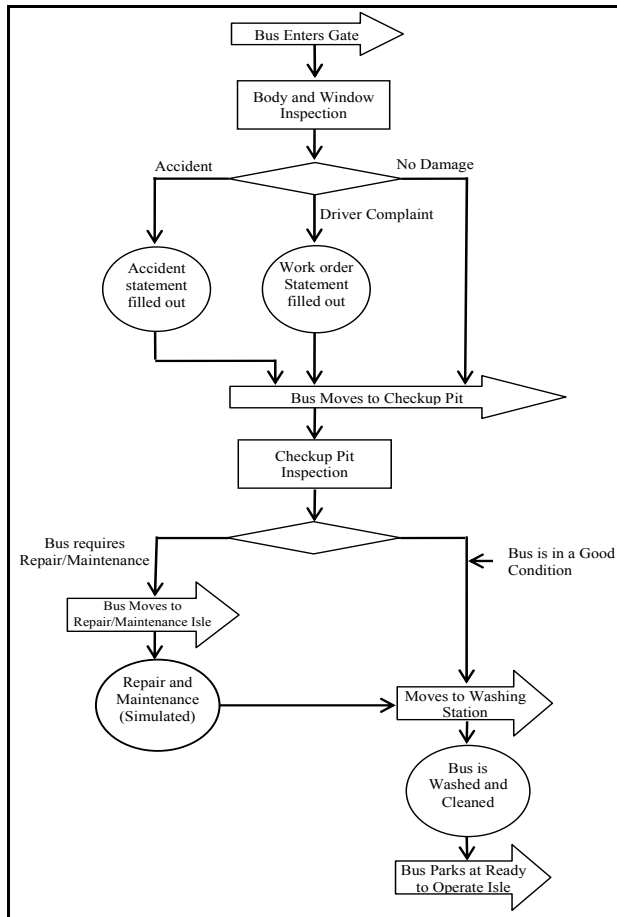 Bus Enters Gate
Body and Window
Inspection
Accident
No Damage
Driver Complaint
Accident
statement
filled out
Work order
Statement
filled out
Bus Moves to Checkup Pit
Checkup Pit
Inspection
Bus requires
Repair/Maintenance
Bus is in a Good
Condition
Bus Moves to
Repair/Maintenance Isle
Repair and
Maintenance
(Simulated)
Moves to Washing
Station
Bus is
Washed and
Cleaned
Bus Parks at Ready
to Operate Isle